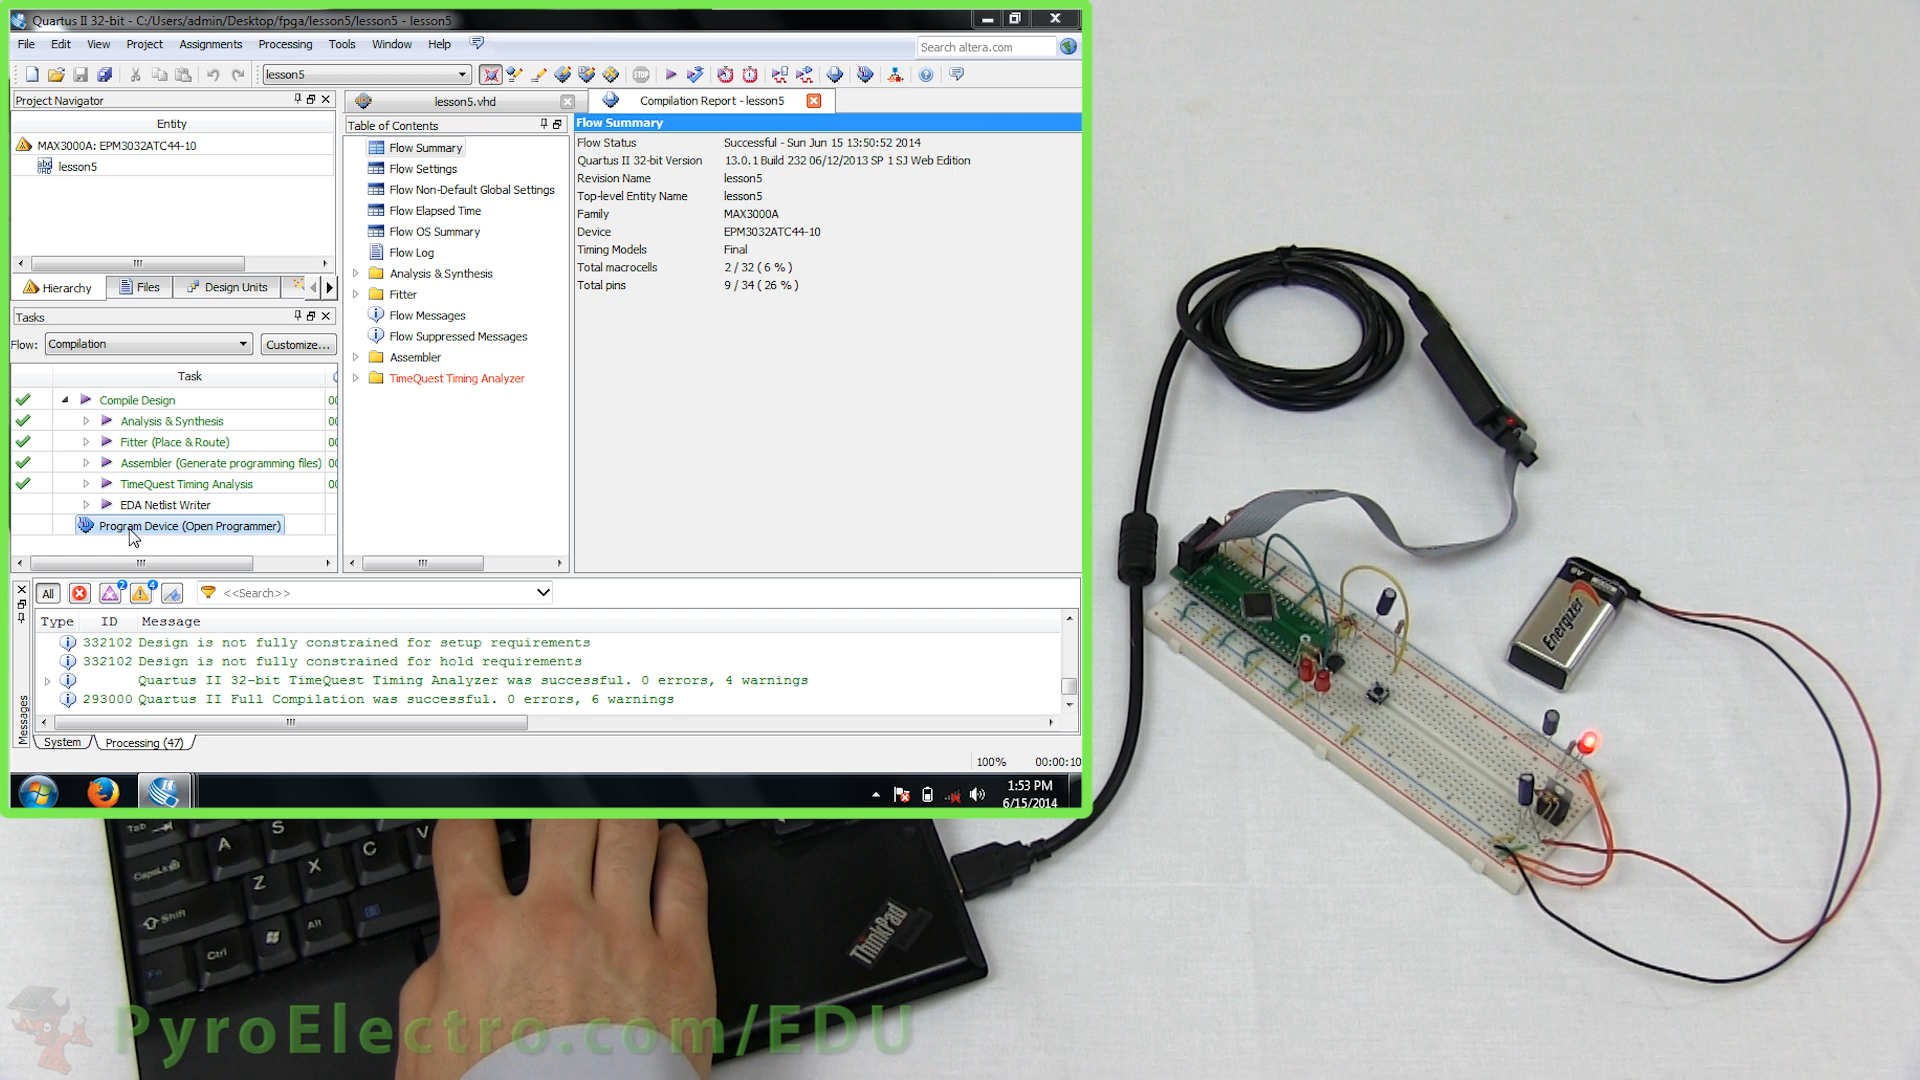 Quartus II 32-bit - C:/Users/admin/Desktop/fpga/lesson5/lesson5 - lesson5
File Edit View Project Assignments Processing Tools Window Help
Search altera.com
lesson5
Project Navigator
Entity
MAX3000A: EPM3032ATC44-10
lesson5
Hierarchy Files Design Units
Tasks
Flow: Compilation Customize...
Task
Compile Design 00
Analysis & Synthesis 00
Fitter (Place & Route) 00
Assembler (Generate programming files) 00
TimeQuest Timing Analysis 00
EDA Netlist Writer
Program Device (Open Programmer)
lesson5.vhd
Compilation Report - lesson5
Table of Contents
Flow Summary
Flow Settings
Flow Non-Default Global Settings
Flow Elapsed Time
Flow OS Summary
Flow Log
Analysis & Synthesis
Fitter
Flow Messages
Flow Suppressed Messages
Assembler
TimeQuest Timing Analyzer
Flow Summary
Flow Status Successful - Sun Jun 15 13:50:52 2014
Quartus II 32-bit Version 13.0.1 Build 232 06/12/2013 SP 1 SJ Web Edition
Revision Name lesson5
Top-level Entity Name lesson5
Family MAX3000A
Device EPM3032ATC44-10
Timing Models Final
Total macrocells 2 / 32 ( 6 % )
Total pins 9 / 34 ( 26 % )
All <<Search>>
Type ID Message
332102 Design is not fully constrained for setup requirements
332102 Design is not fully constrained for hold requirements
Quartus II 32-bit TimeQuest Timing Analyzer was successful. 0 errors, 4 warnings
293000 Quartus II Full Compilation was successful. 0 errors, 6 warnings
Messages
System Processing (47)
100% 00:00:10
1:53 PM
6/15/2014
Energizer
Tab
S
V
CapsLk
A
Z
X
C
Shift
Fn
Ctrl
Alt
ThinkPad
PyroElectro.com/EDU